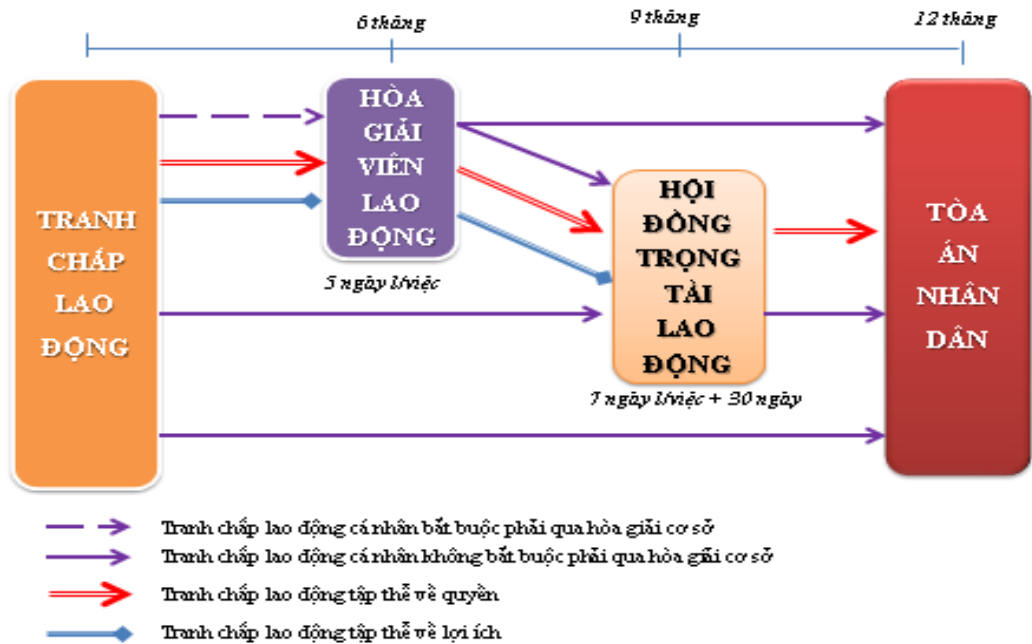 6 tháng
9 tháng
12 tháng
TRANH
CHẤP
LAO
ĐỘNG
HÒA
GIẢI
VIÊN
LAO
ĐỘNG
5 ngày l/việc
HỘI
ĐỒNG
TRỌNG
TÀI
LAO
ĐỘNG
7 ngày l/việc + 30 ngày
TÒA
ÁN
NHÂN
DÂN
Tranh chấp lao động cá nhân bắt buộc phải qua hòa giải cơ sở
Tranh chấp lao động cá nhân không bắt buộc phải qua hòa giải cơ sở
Tranh chấp lao động tập thể về quyền
Tranh chấp lao động tập thể về lợi ích